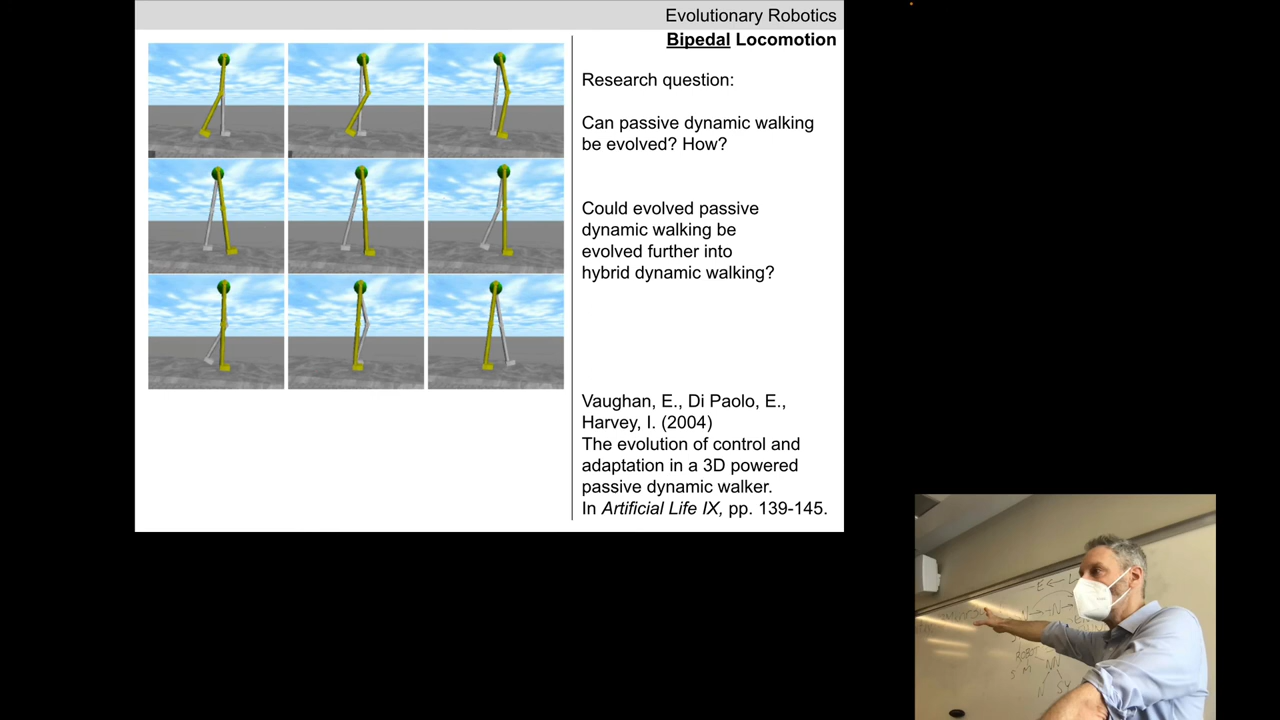 Evolutionary Robotics
Bipedal Locomotion
Research question:
Can passive dynamic walking
be evolved? How?
Could evolved passive
dynamic walking be
evolved further into
hybrid dynamic walking?
Vaughan, E., Di Paolo, E.,
Harvey, I. (2004)
The evolution of control and
adaptation in a 3D powered
passive dynamic walker.
In Artificial Life IX, pp. 139-145.
E ← L
ROBOT
S M NN